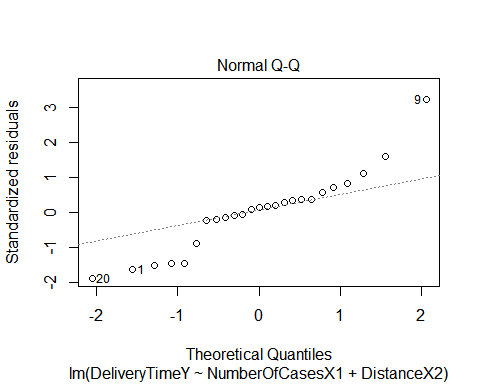 Normal Q-Q
Standardized residuals
3
2
1
0
-1
-2
9
1
20
-2 -1 0 1 2
Theoretical Quantiles
lm(DeliveryTimeY ~ NumberOfCasesX1 + DistanceX2)